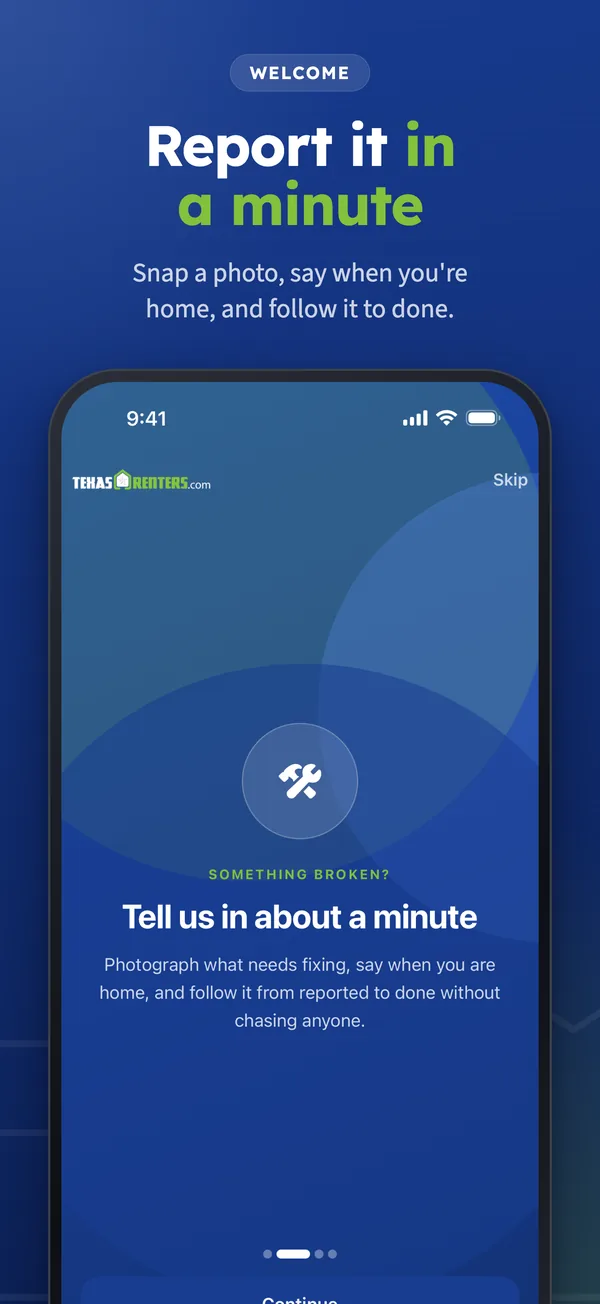 WELCOME
Report it in
a minute
Snap a photo, say when you're
home, and follow it to done.
9:41
TEXAS RENTERS.com
Skip
SOMETHING BROKEN?
Tell us in about a minute
Photograph what needs fixing, say when you are
home, and follow it from reported to done without
chasing anyone.
Continue